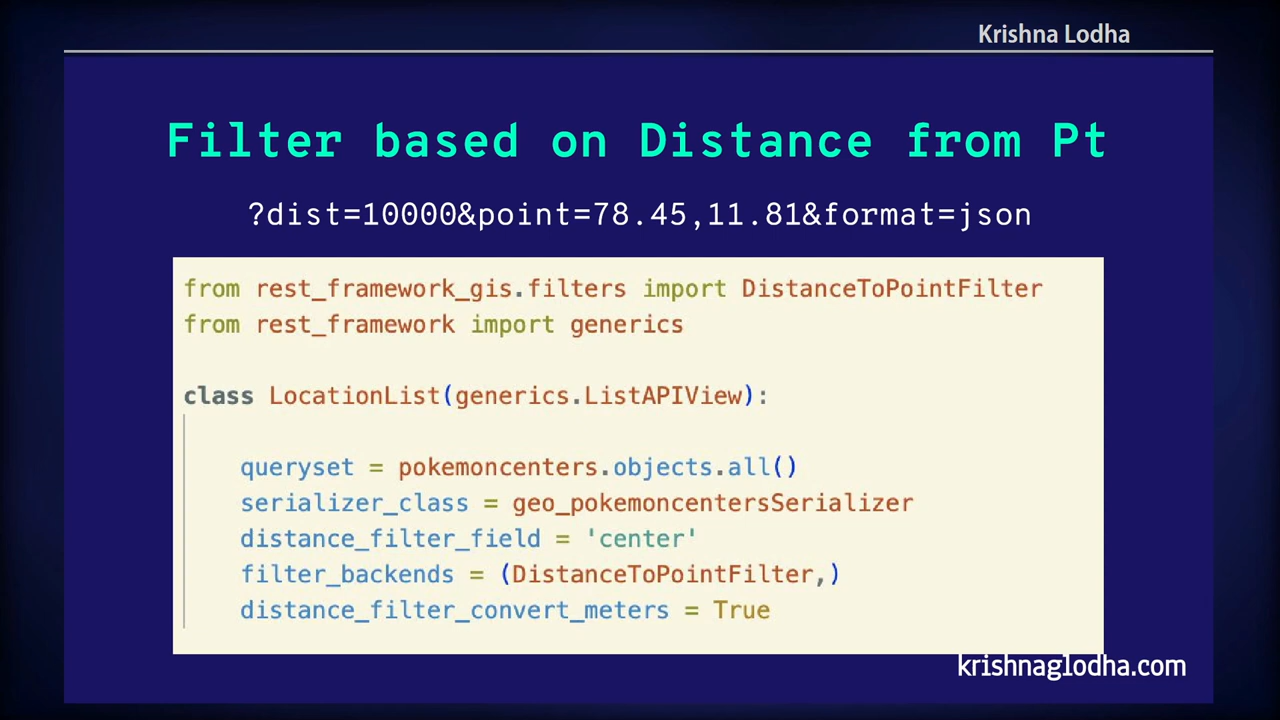 Krishna Lodha
Filter based on Distance from Pt
?dist=10000&point=78.45,11.81&format=json
from rest_framework_gis.filters import DistanceToPointFilter
from rest_framework import generics
class LocationList(generics.ListAPIView):
queryset = pokemoncenters.objects.all()
serializer_class = geo_pokemoncentersSerializer
distance_filter_field = 'center'
filter_backends = (DistanceToPointFilter,)
distance_filter_convert_meters = True
krishnaglodha.com